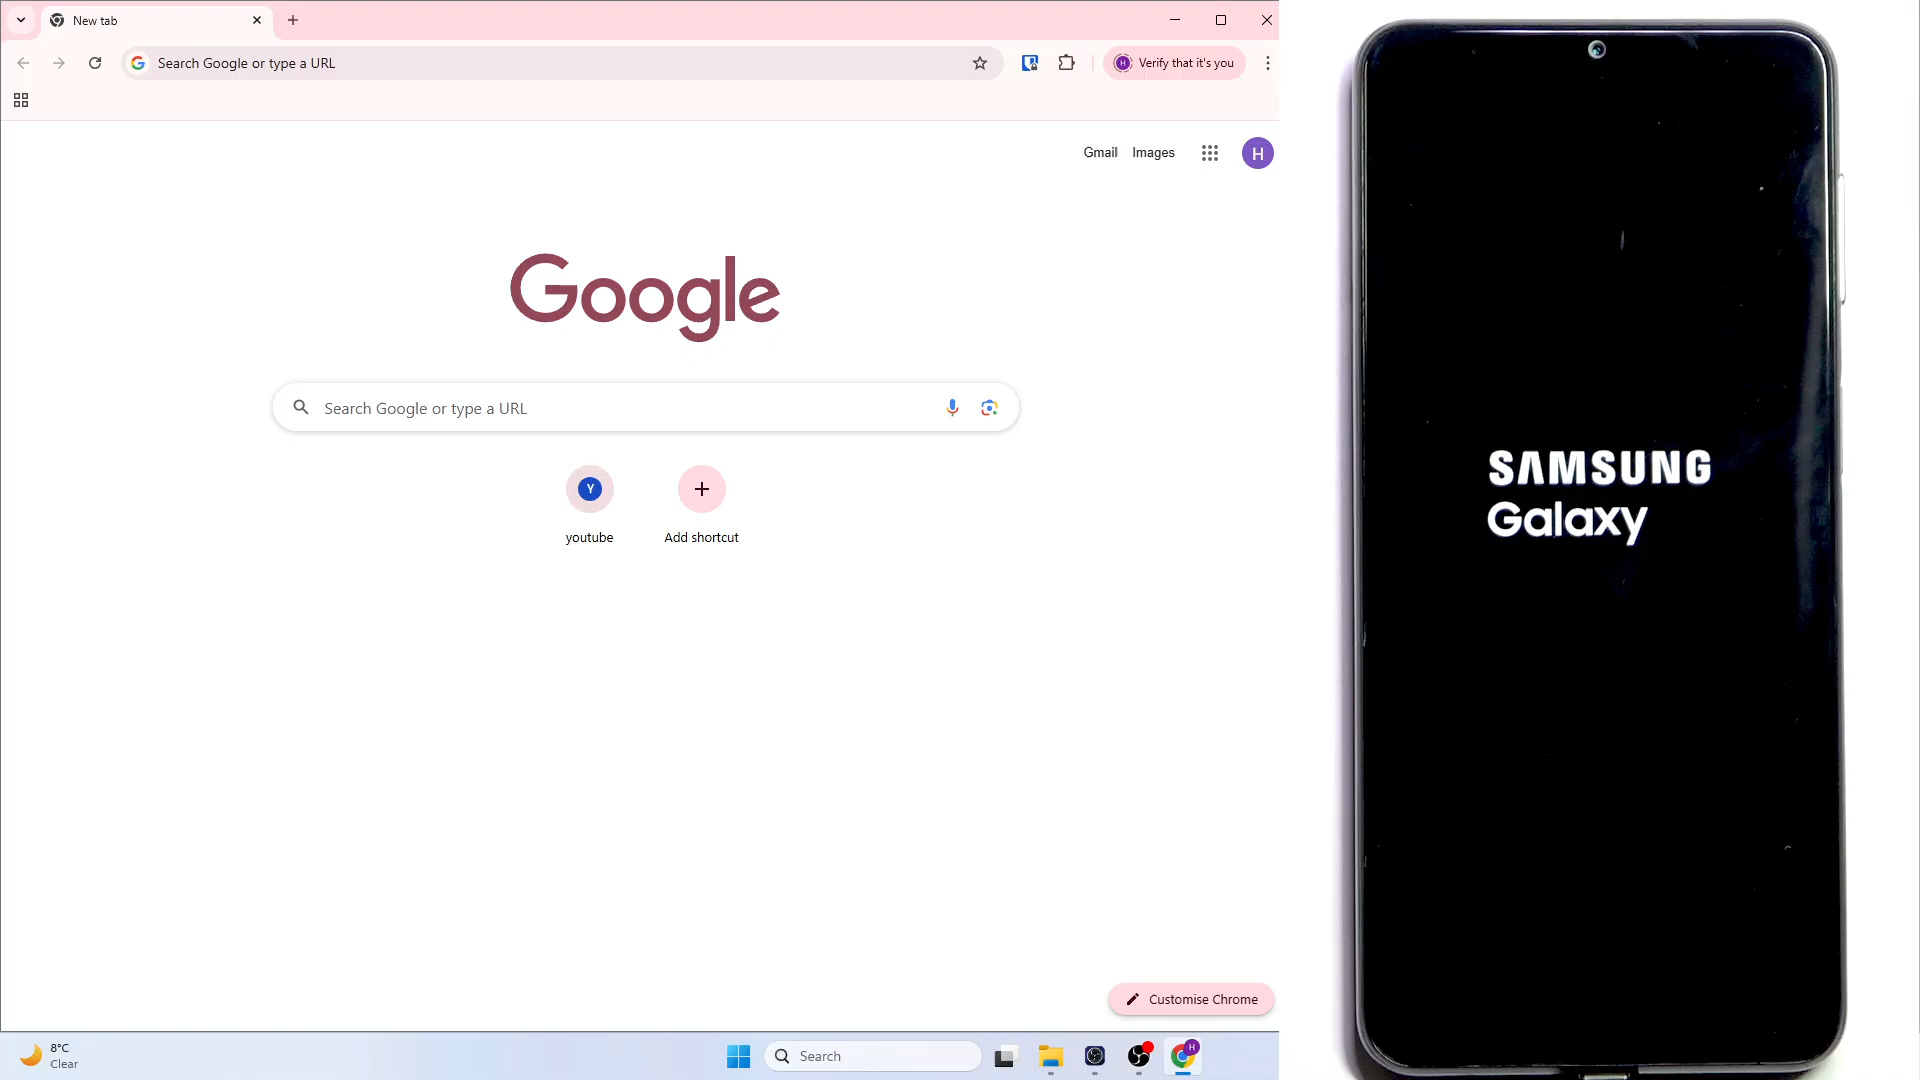 New tab
Search Google or type a URL
Verify that it's you
H
Gmail
Images
H
Google
Search Google or type a URL
Y
youtube
Add shortcut
Customise Chrome
8°C
Clear
Search
H
SAMSUNG
Galaxy